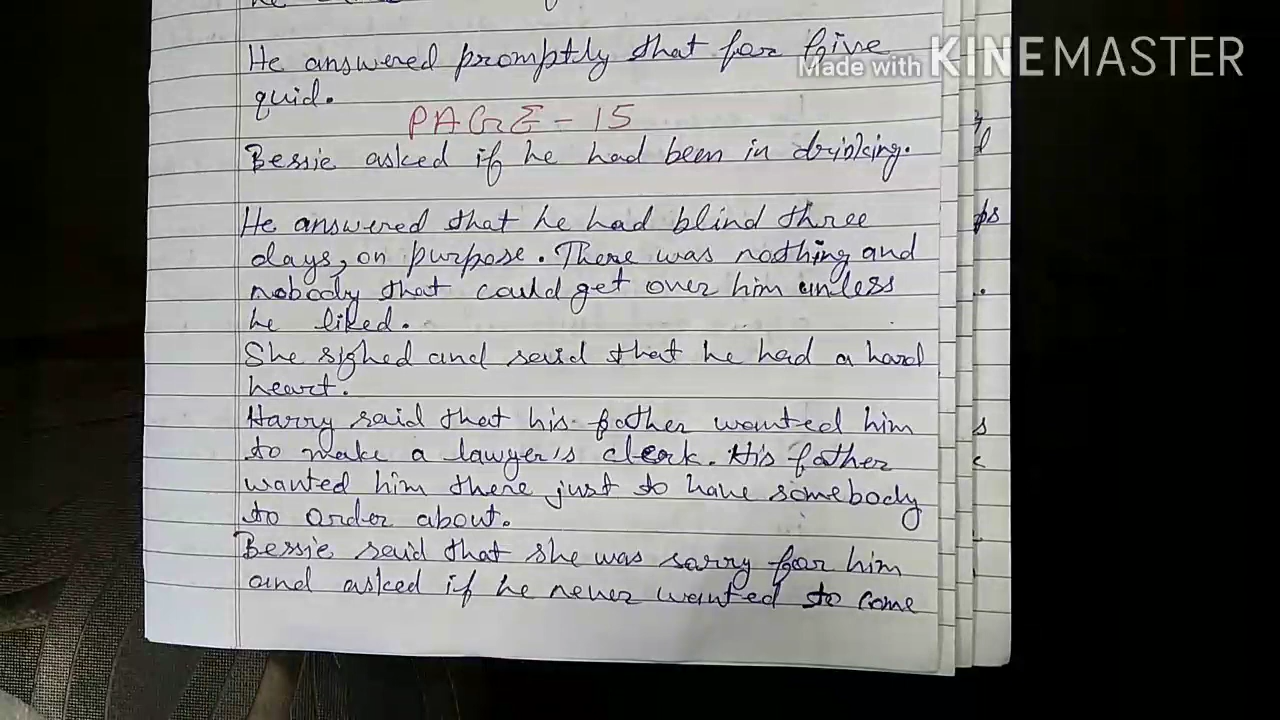 He answered promptly that for five
Made with KINEMASTER
quid.
PAGE - 15
Bessie asked if he had been in drinking.
He answered that he had blind three
days, on purpose. There was nothing and
nobody that could get over him unless
he liked.
She sighed and said that he had a hard
heart.
Harry said that his father wanted him
to make a lawyer's clerk. His father
wanted him there just to have somebody
to order about.
Bessie said that she was sorry for him
and asked if he never wanted to come